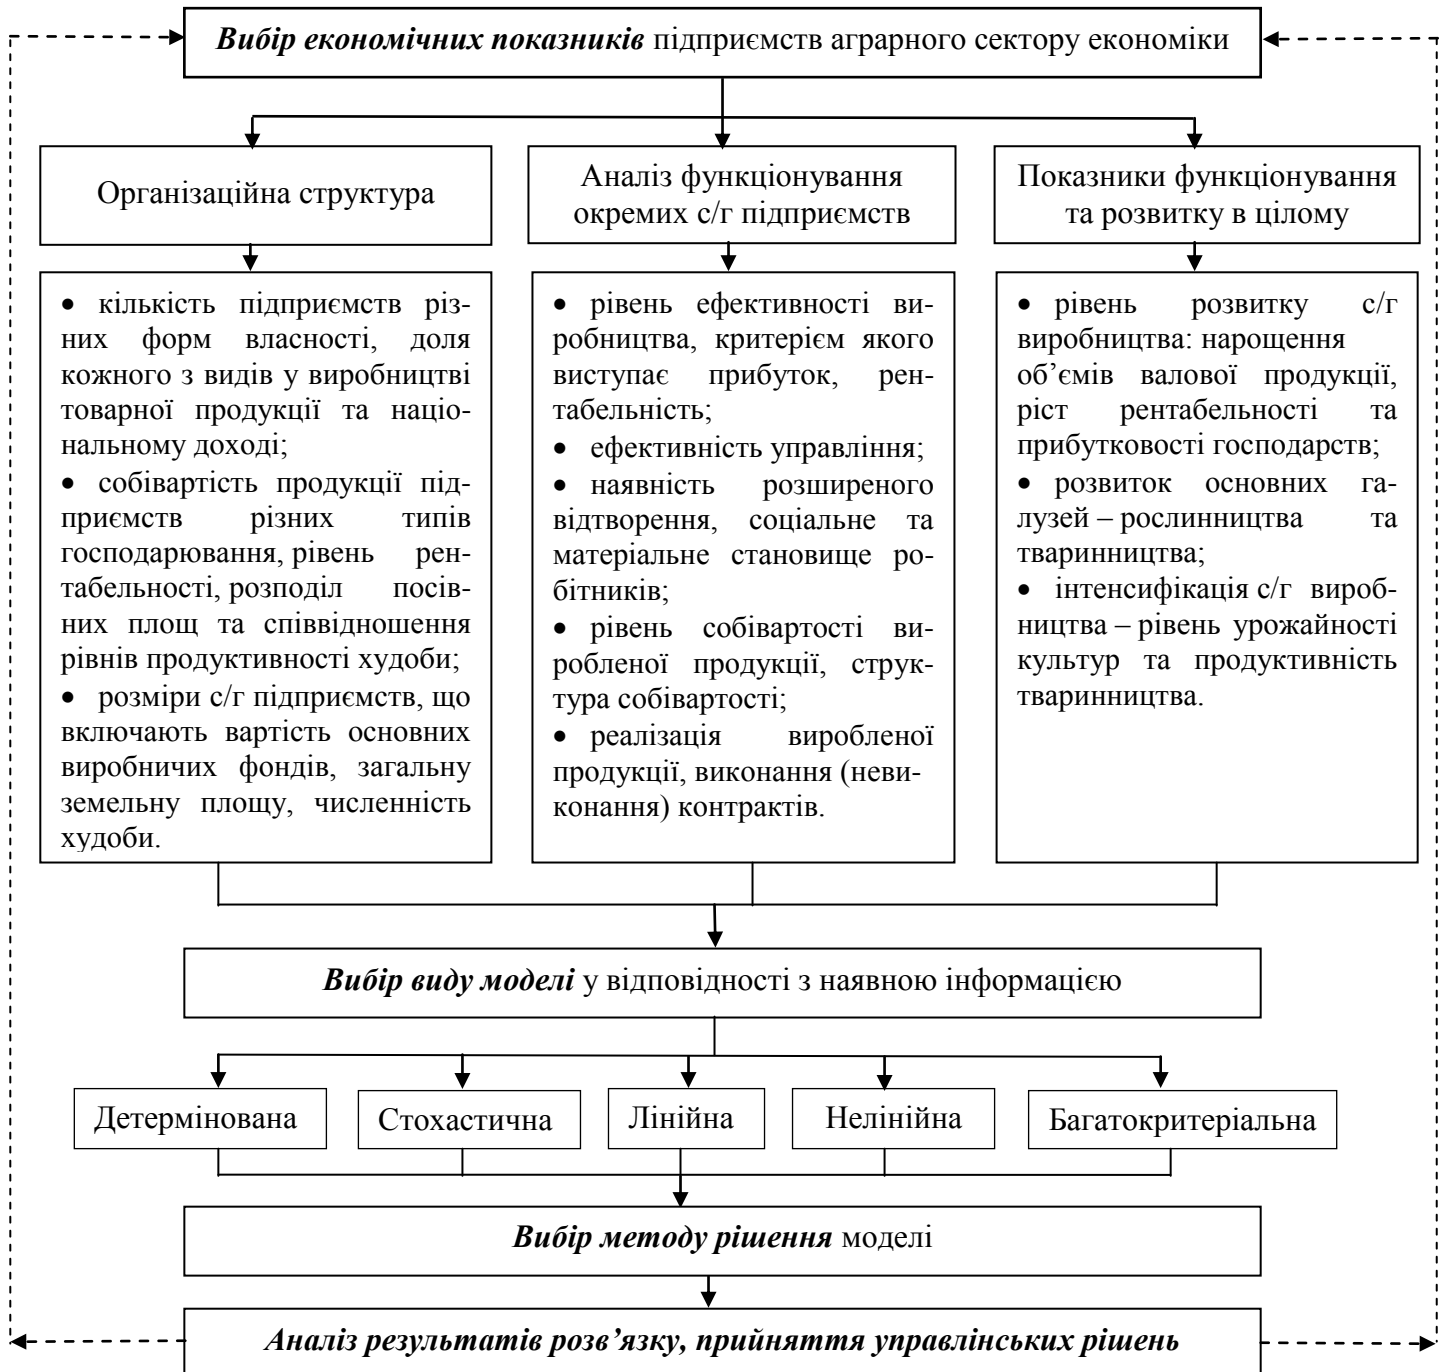 Вибір економічних показників підприємств аграрного сектору економіки
Організаційна структура
Аналіз функціонування
окремих с/г підприємств
Показники функціонування
та розвитку в цілому
• кількість підприємств різ-
них форм власності, доля
кожного з видів у виробництві
товарної продукції та націо-
нальному доході;
• собівартість продукції під-
приємств різних типів
господарювання, рівень рен-
табельності, розподіл посів-
них площ та співвідношення
рівнів продуктивності худоби;
• розміри с/г підприємств, що
включають вартість основних
виробничих фондів, загальну
земельну площу, численність
худоби.
• рівень ефективності ви-
робництва, критерієм якого
виступає прибуток, рен-
табельність;
• ефективність управління;
• наявність розширеного
відтворення, соціальне та
матеріальне становище ро-
бітників;
• рівень собівартості ви-
робленої продукції, струк-
тура собівартості;
• реалізація виробленої
продукції, виконання (неви-
конання) контрактів.
• рівень розвитку с/г
виробництва: нарощення
об’ємів валової продукції,
ріст рентабельності та
прибутковості господарств;
• розвиток основних га-
лузей – рослинництва та
тваринництва;
• інтенсифікація с/г вироб-
ництва – рівень урожайності
культур та продуктивність
тваринництва.
Вибір виду моделі у відповідності з наявною інформацією
Детермінована
Стохастична
Лінійна
Нелінійна
Багатокритеріальна
Вибір методу рішення моделі
Аналіз результатів розв’язку, прийняття управлінських рішень